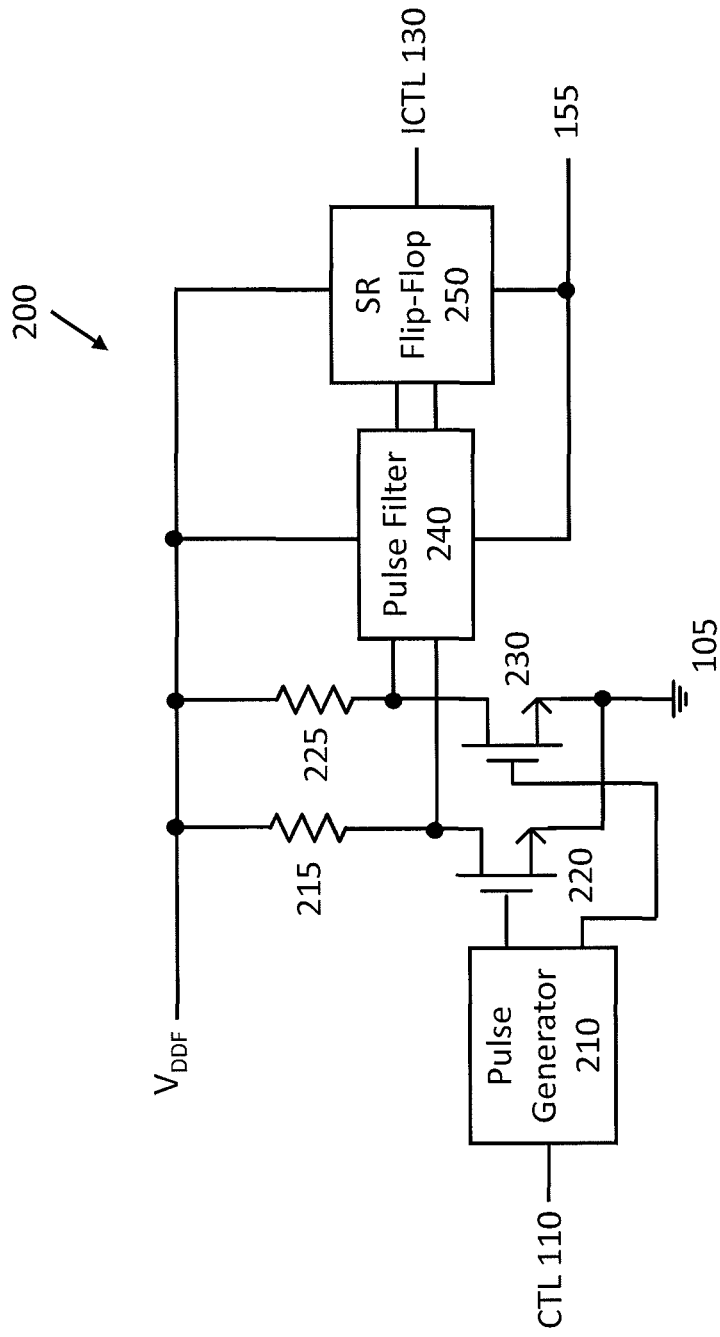 200
V_DDF
215
225
Pulse
Generator
210
CTL 110
220
230
105
Pulse Filter
240
SR
Flip-Flop
250
ICTL 130
155